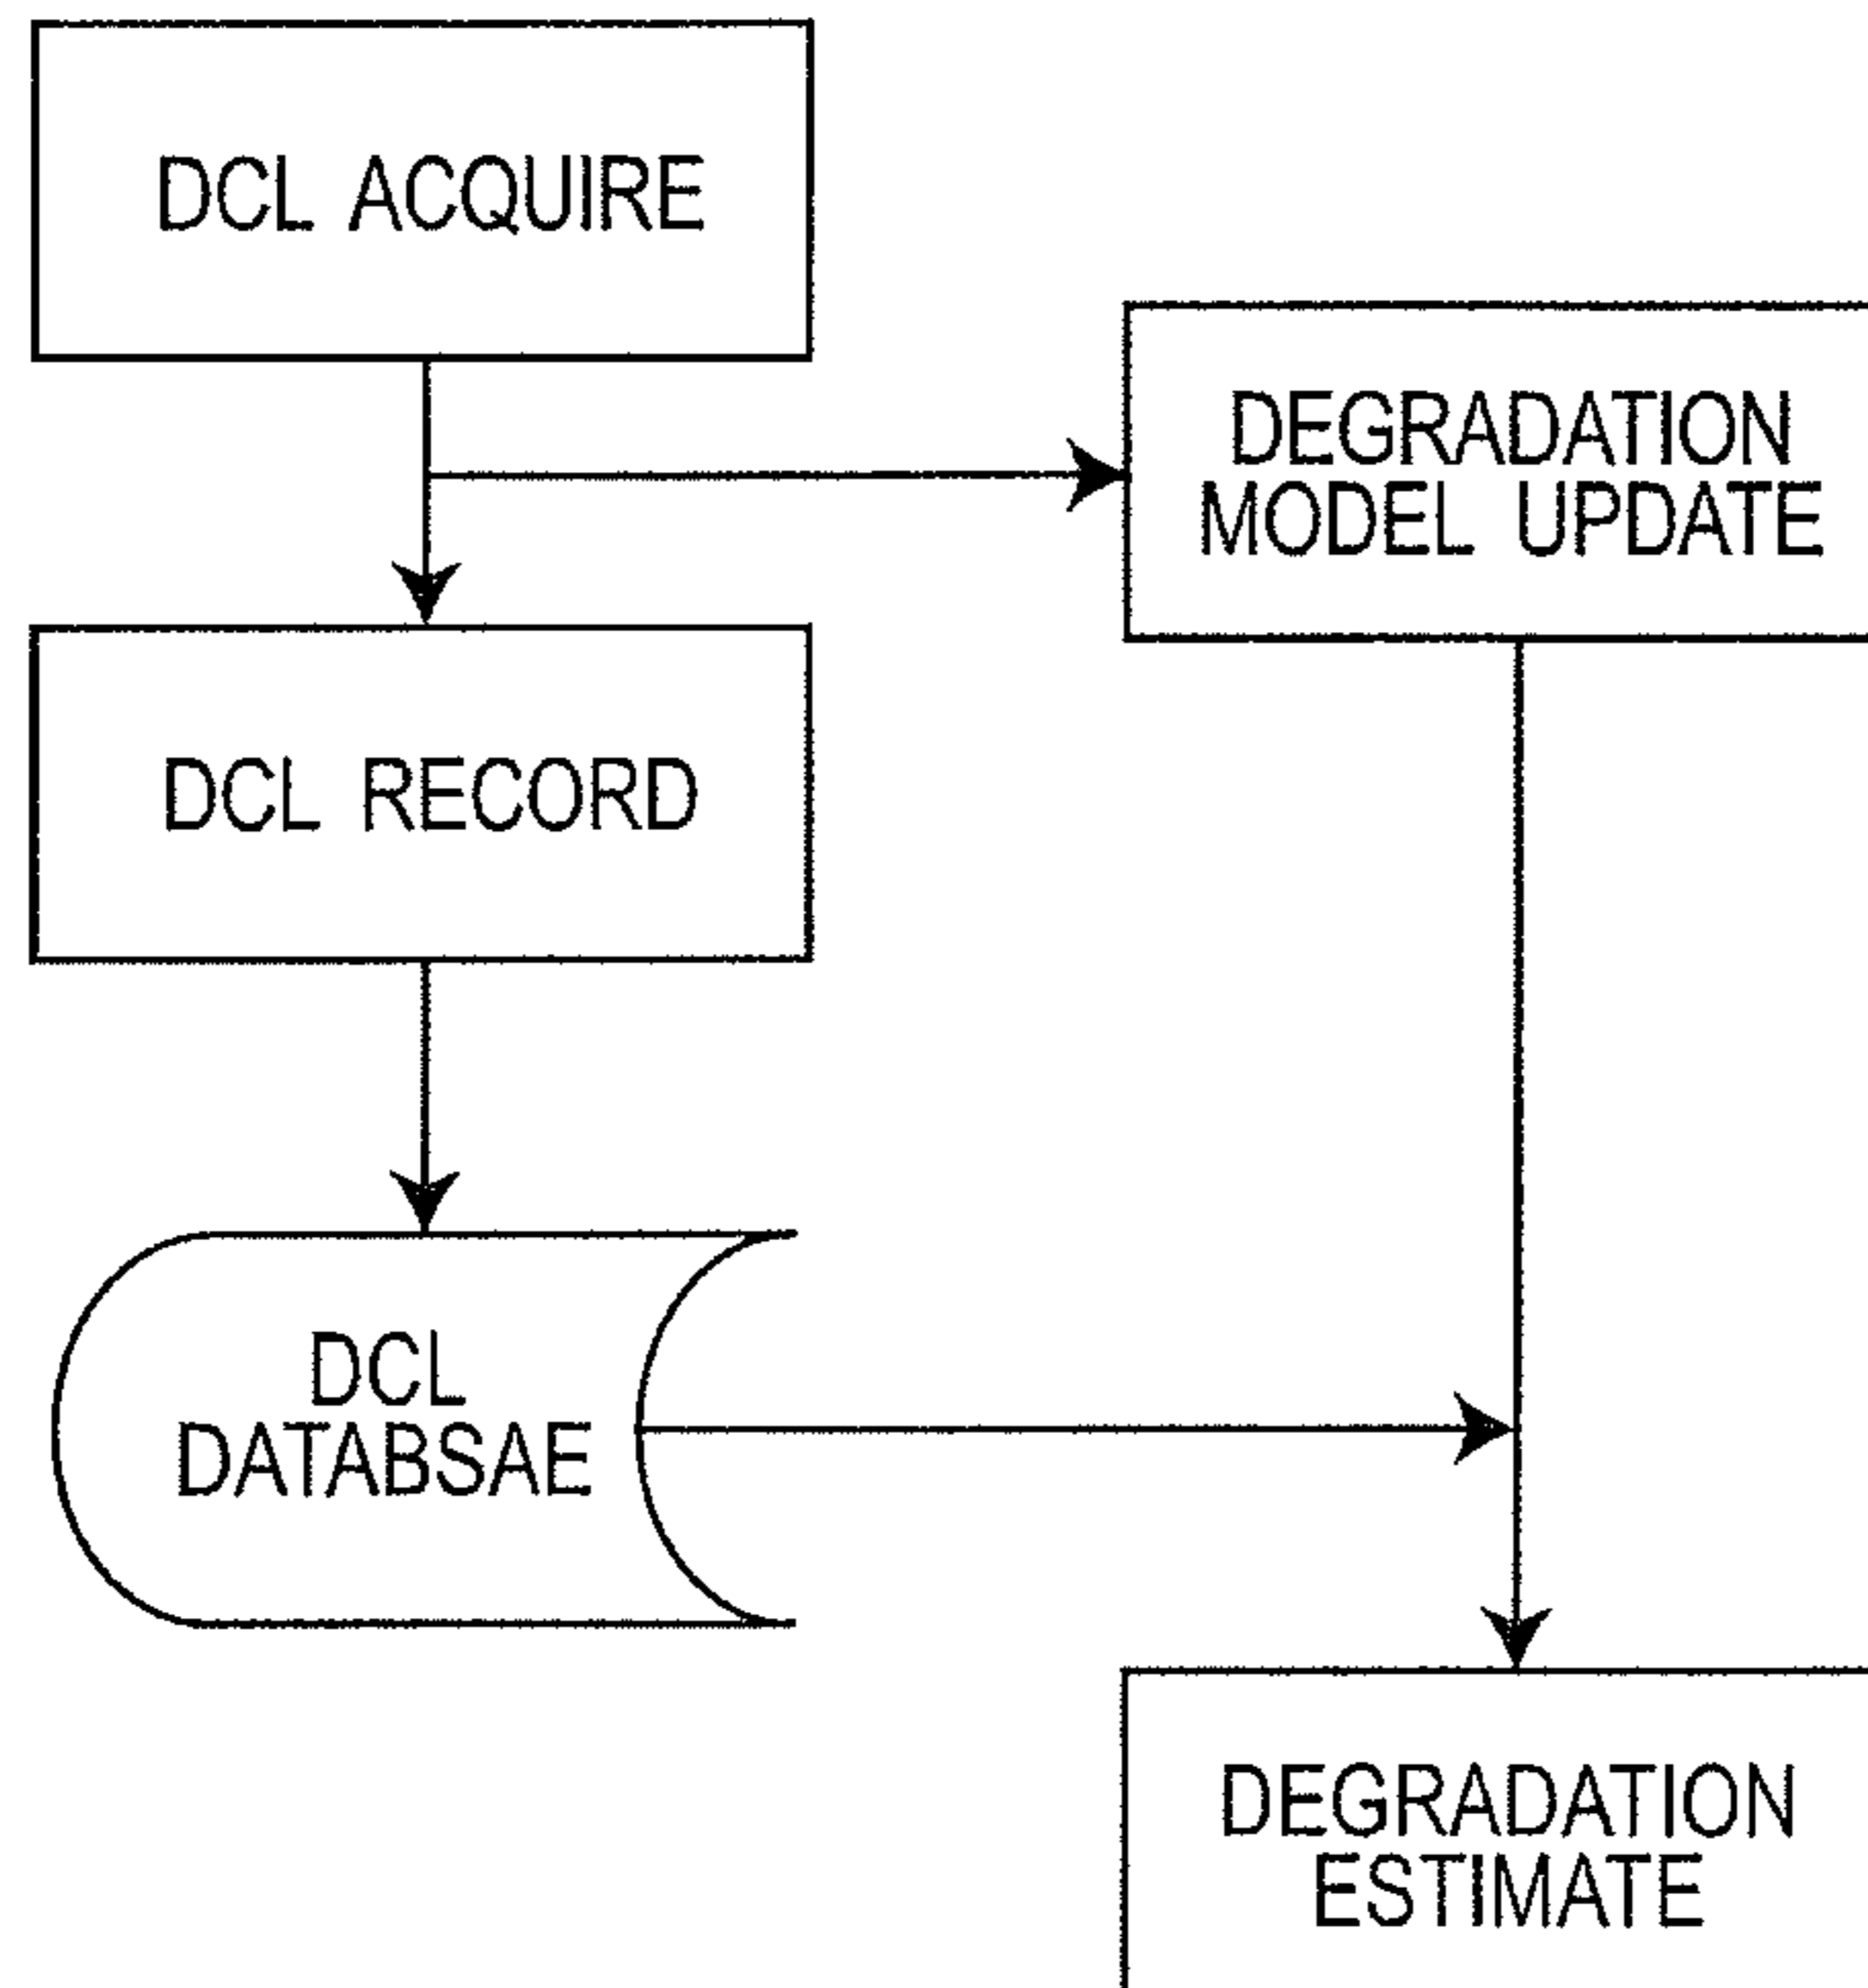 DCL ACQUIRE
DEGRADATION
MODEL UPDATE
DCL RECORD
DCL
DATABSAE
DEGRADATION
ESTIMATE